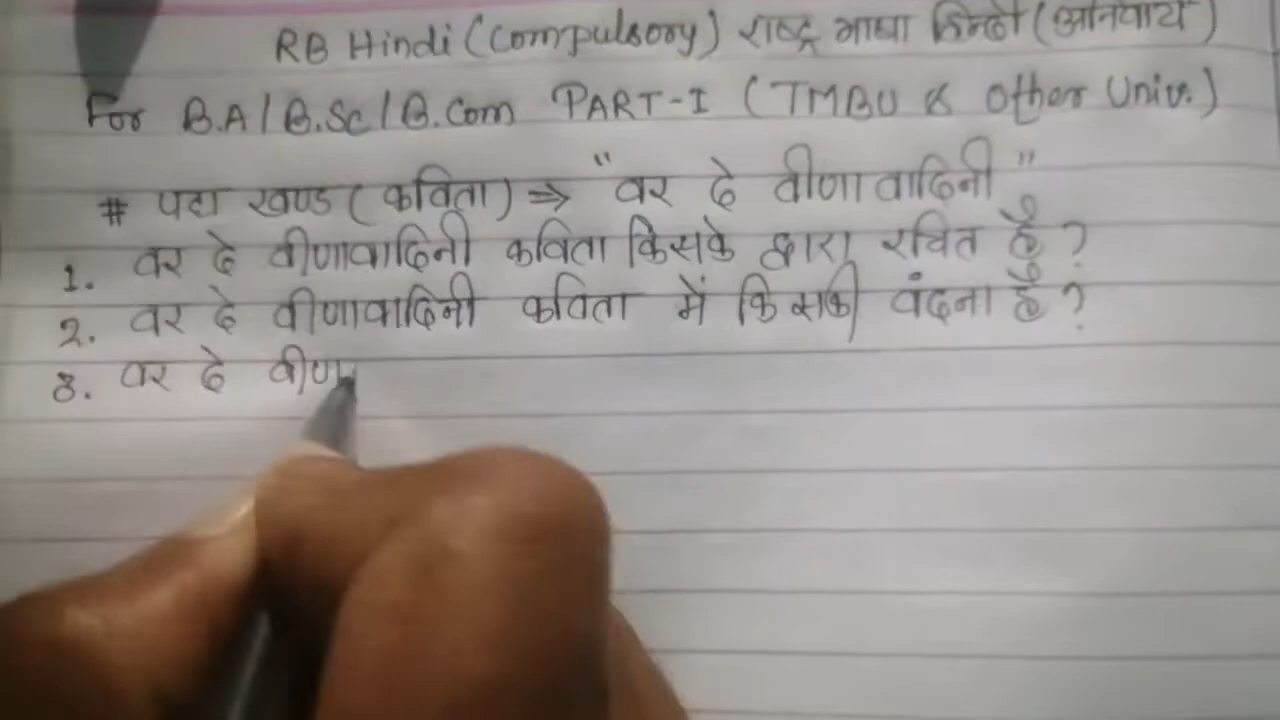 RB Hindi (Compulsory) राष्ट्र भाषा हिन्दी (अनिवार्य)
For B.A / B.Sc / B.Com PART-I (TMBU & Other Univ.)
# पद्य खण्ड (कविता) ⇒ "वर दे वीणा वादिनी"
1. वर दे वीणावादिनी कविता किसके द्वारा रचित है ?
2. वर दे वीणावादिनी कविता में किसकी वंदना है ?
3. वर दे वीणा